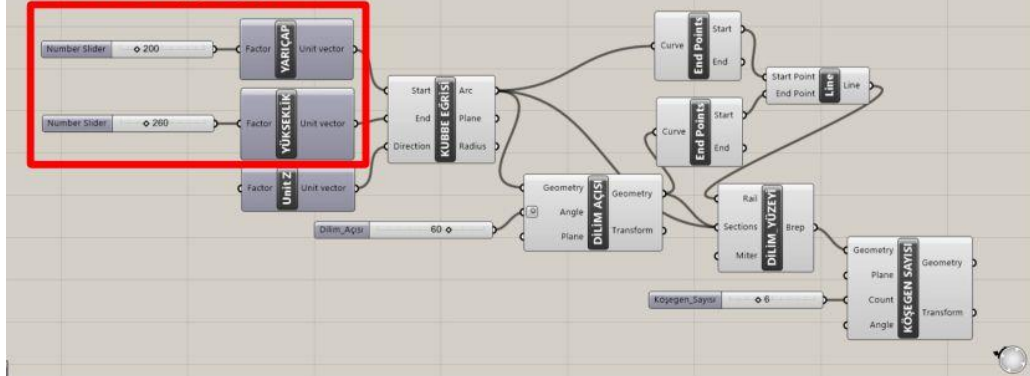 Number Slider 200
Factor YARIÇAP Unit vector
Number Slider 260
Factor YÜKSEKLİK Unit vector
Factor Unit Z Unit vector
Start End Direction KUBBE EĞRİSİ Arc Plane Radius
Curve End Points Start End
Curve End Points Start End
Start Point End Point Line Line
Dilim_Açısı 60
Geometry Angle Plane DİLİM AÇISI Geometry Transform
Rail Sections Miter DİLİM_YÜZEYİ Brep
Köşegen_Sayısı 6
Geometry Plane Count Angle KÖŞEGEN SAYISI Geometry Transform